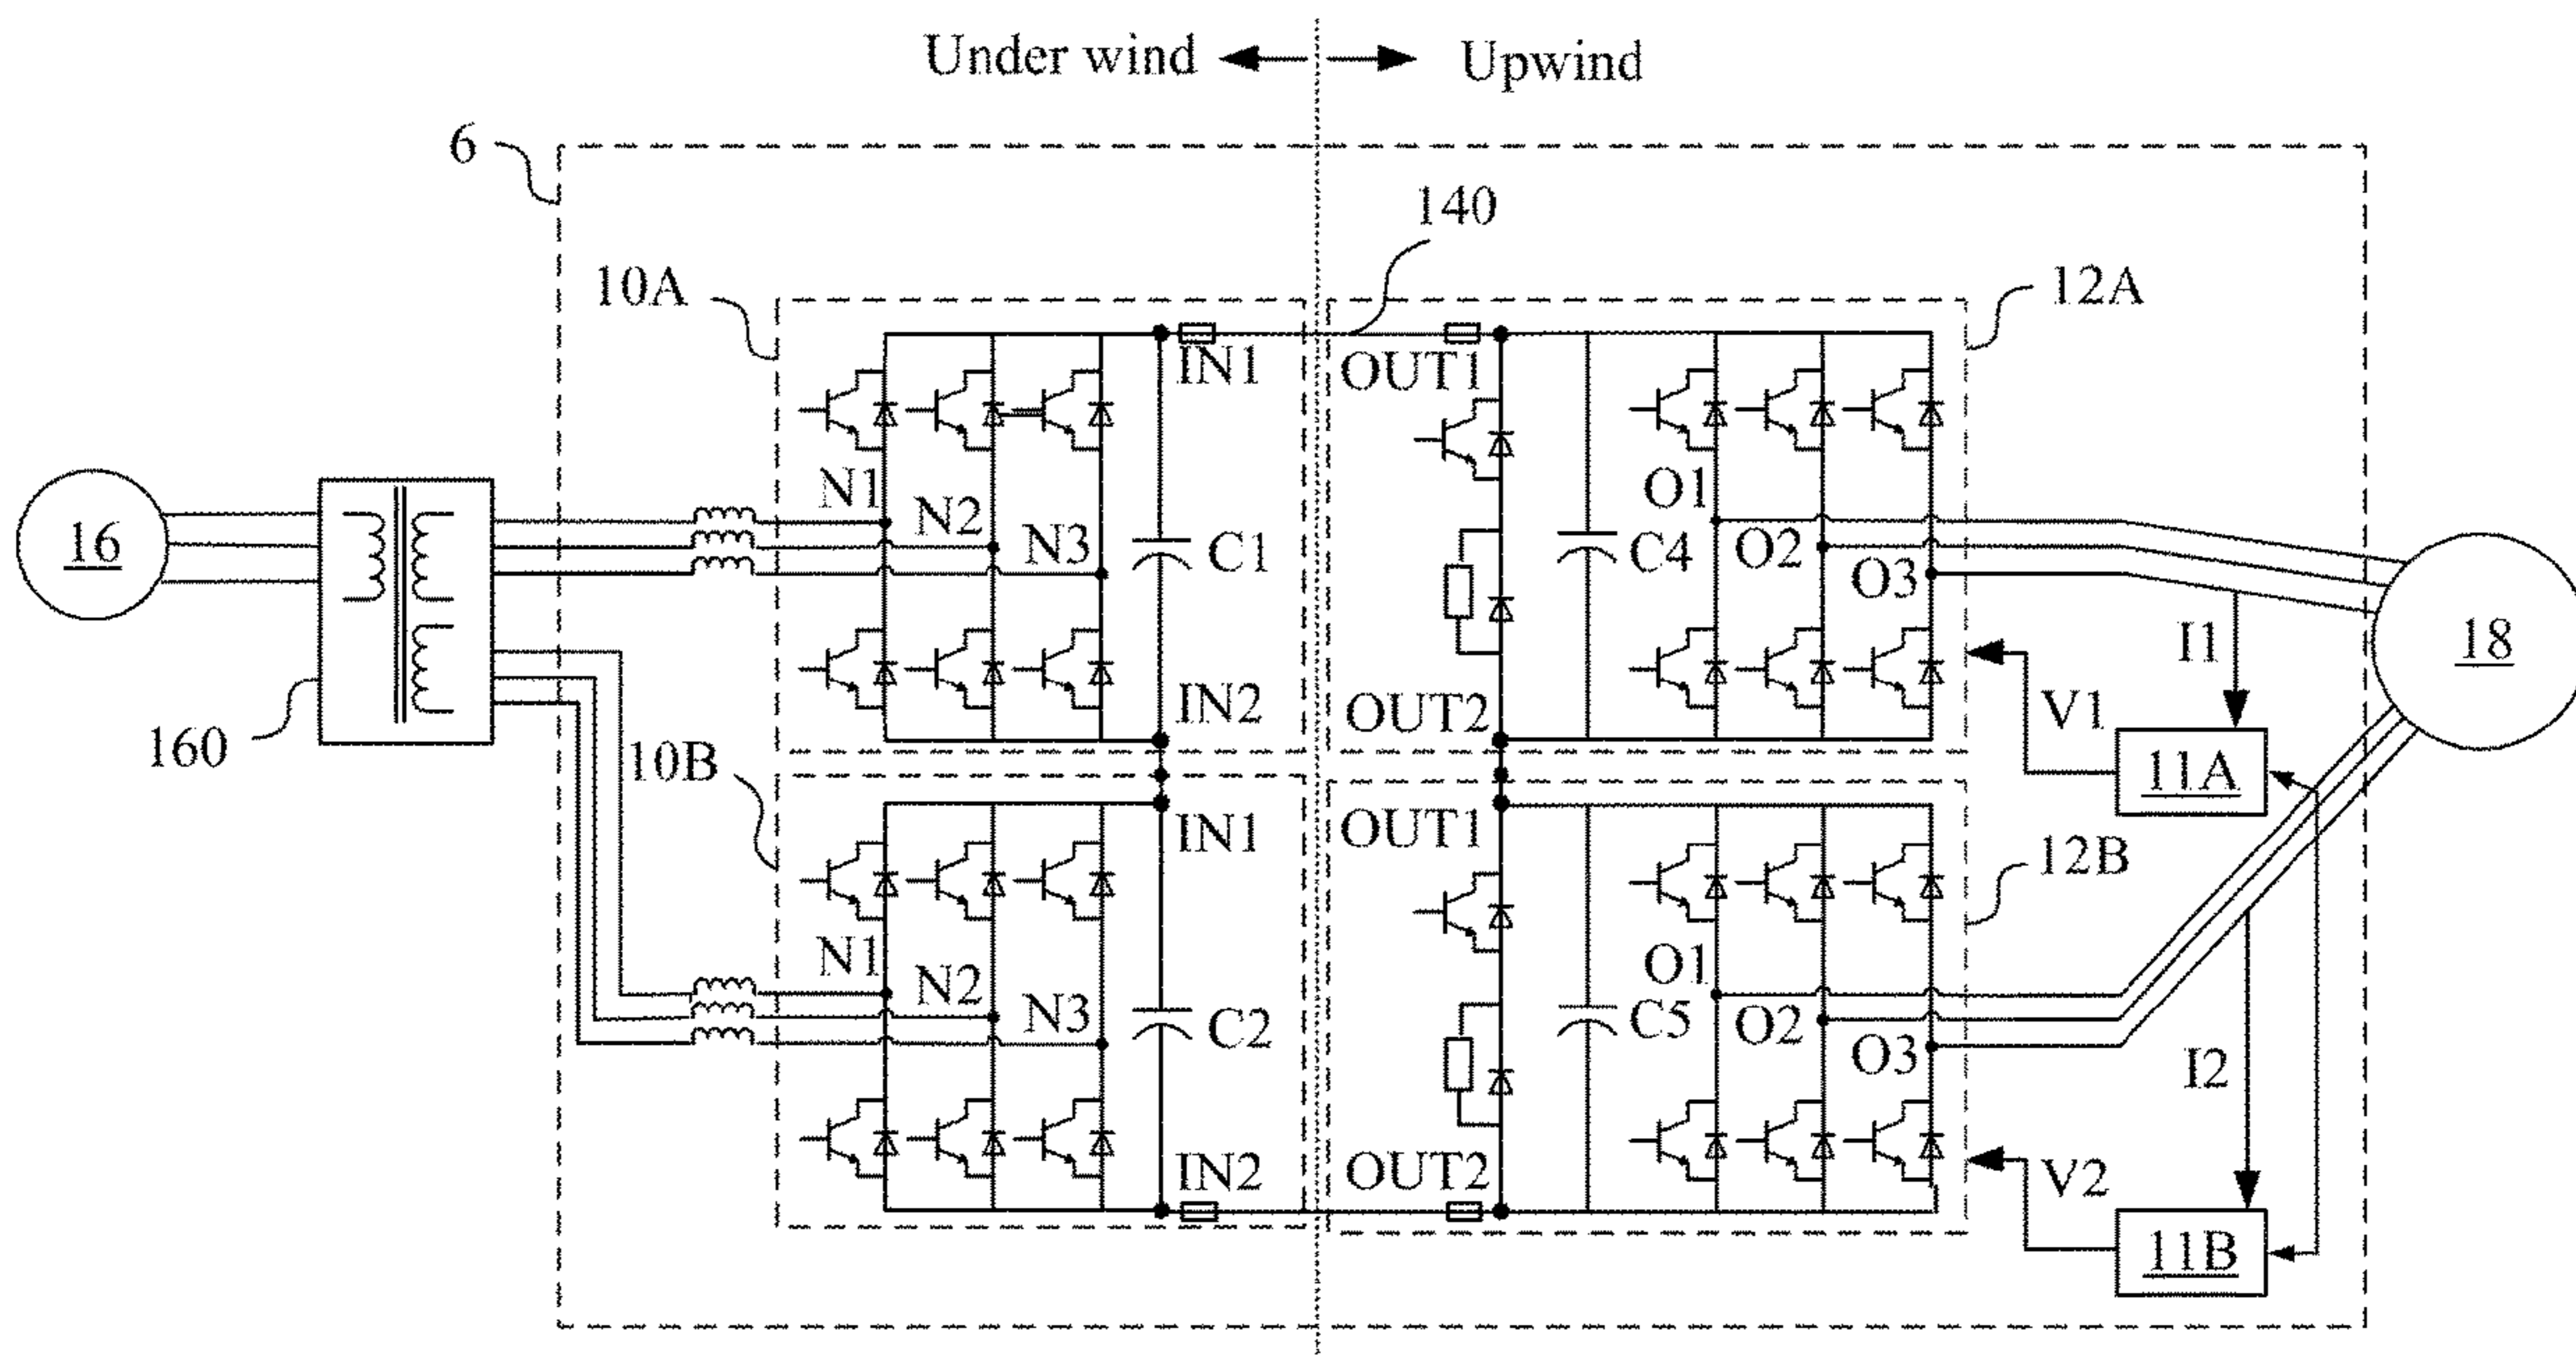 Under wind Upwind
6
140
10A 12A
IN1 OUT1
N1 O1
N2 N3 C1 C4 O2 O3
16 18
I1
IN2 OUT2 V1
160 10B 11A
IN1 OUT1
12B
N1 O1
N2 N3 C2 C5 O2 O3
I2
IN2 OUT2 V2
11B